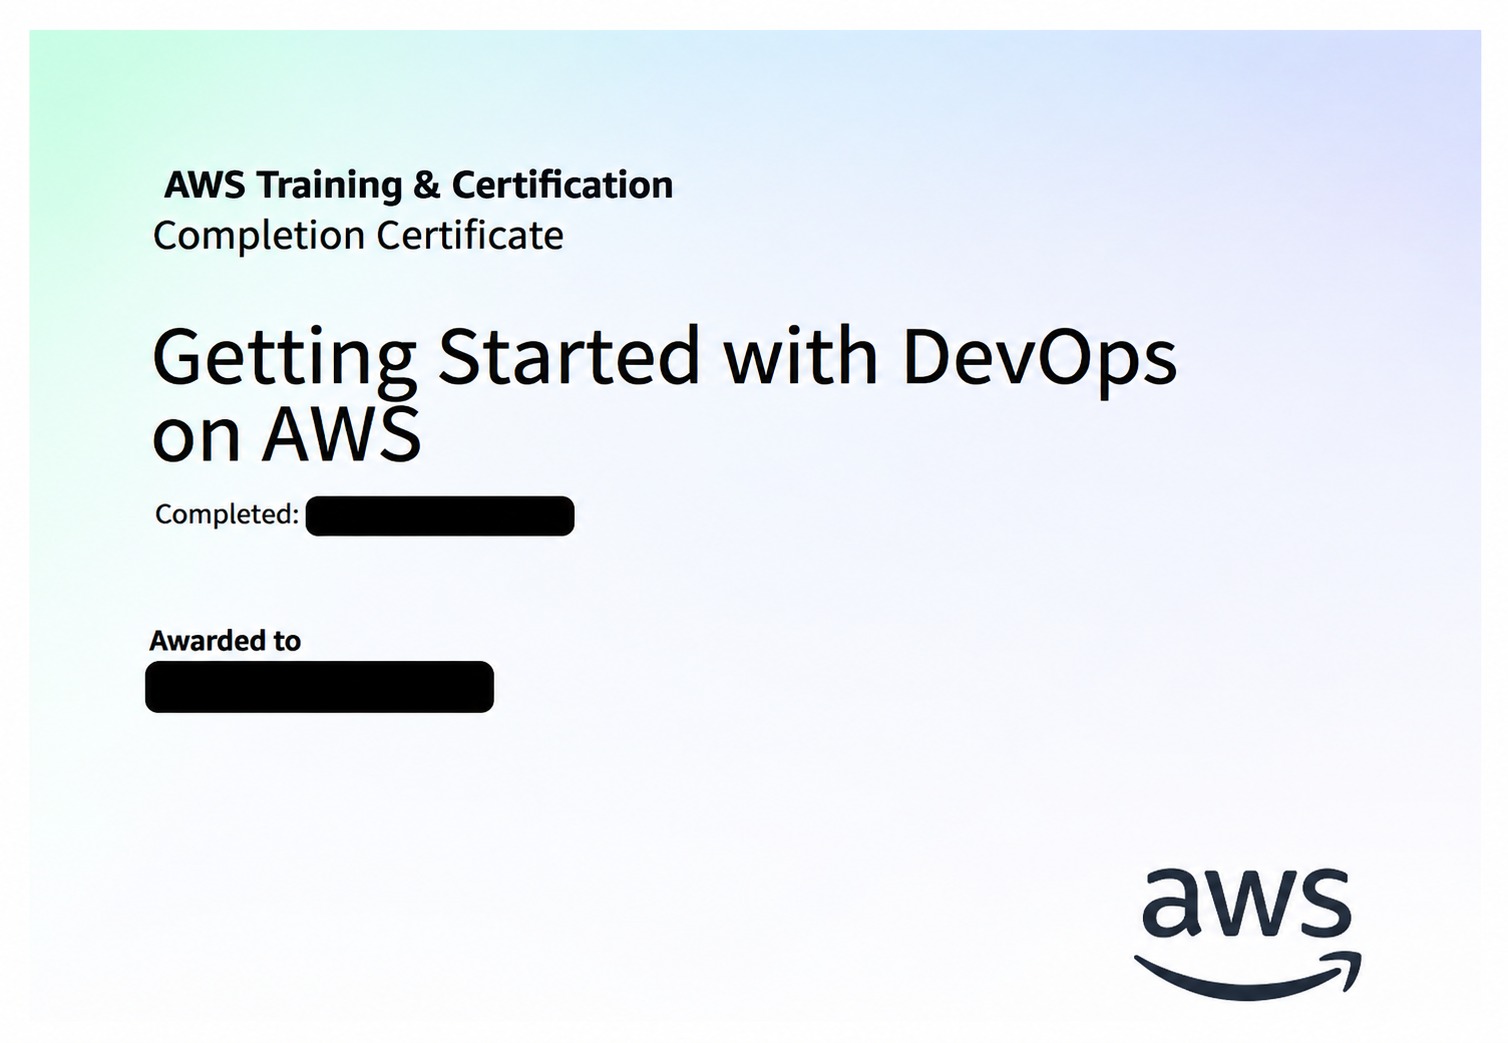 AWS Training & Certification
Completion Certificate
Getting Started with DevOps
on AWS
Completed:
Awarded to
aws